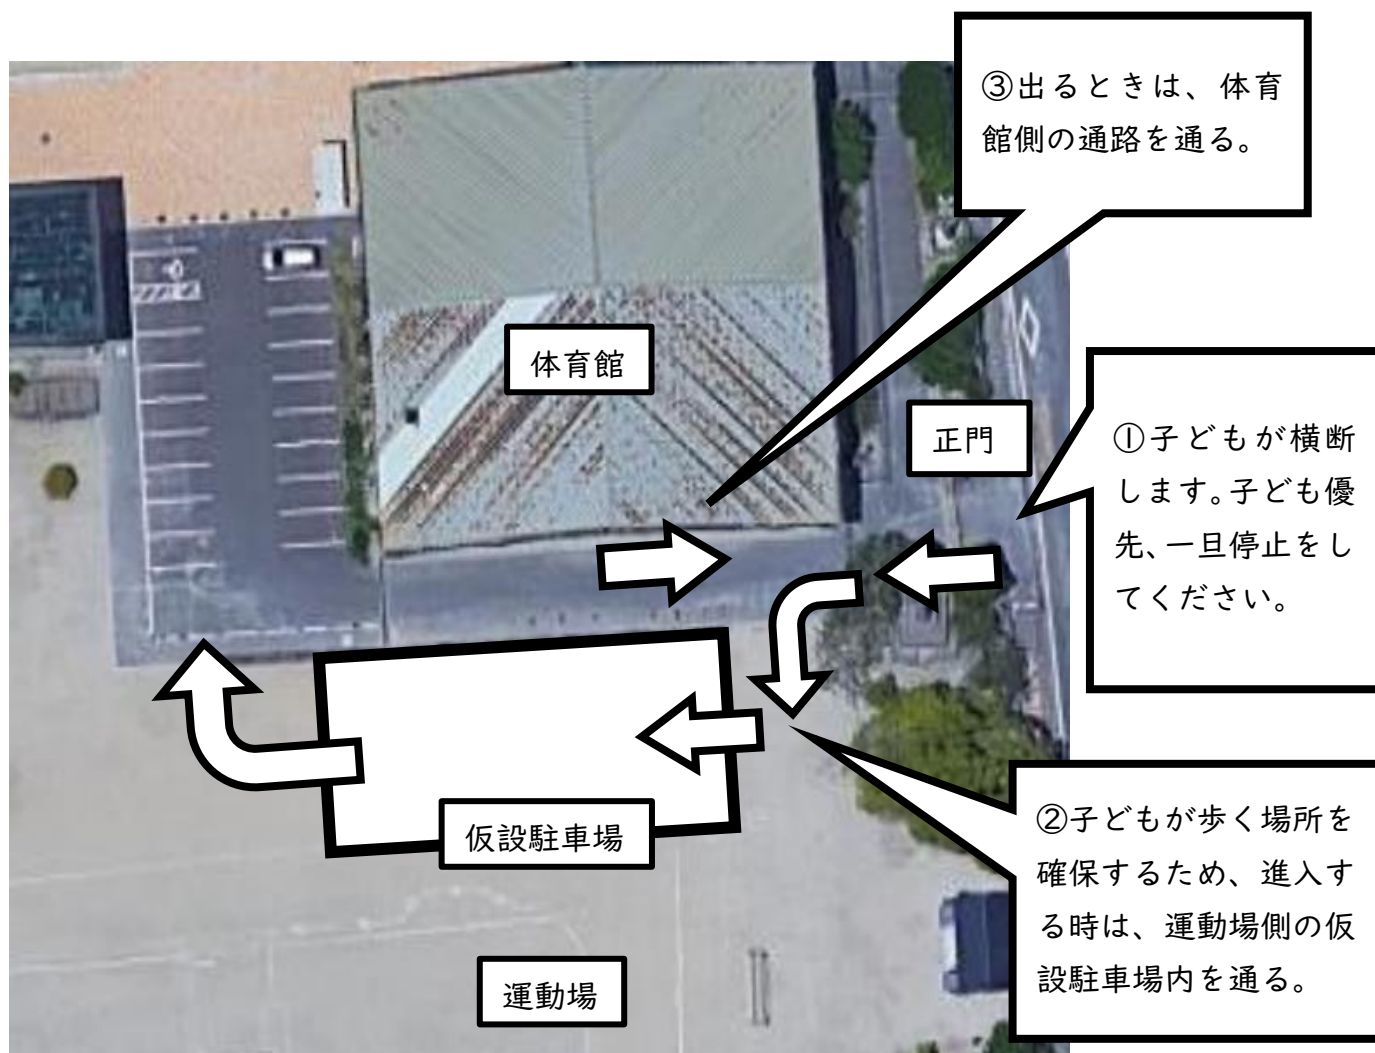 ③出るときは、体育
館側の通路を通る。
体育館
正門
①子どもが横断
します。子ども優
先、一旦停止をし
てください。
仮設駐車場
②子どもが歩く場所を
確保するため、進入す
る時は、運動場側の仮
設駐車場内を通る。
運動場